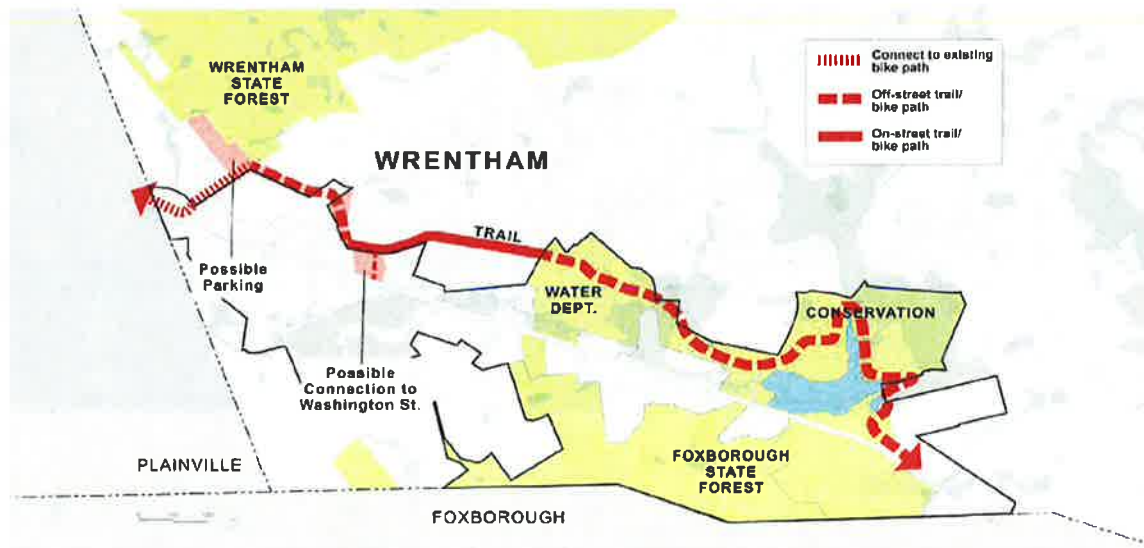 WRENTHAM
STATE
FOREST
Connect to existing
bike path
Off-street trail/
bike path
On-street trail/
bike path
WRENTHAM
TRAIL
Possible
Parking
WATER
DEPT.
CONSERVATION
Possible
Connection to
Washington St.
PLAINVILLE
FOXBOROUGH
STATE
FOREST
FOXBOROUGH